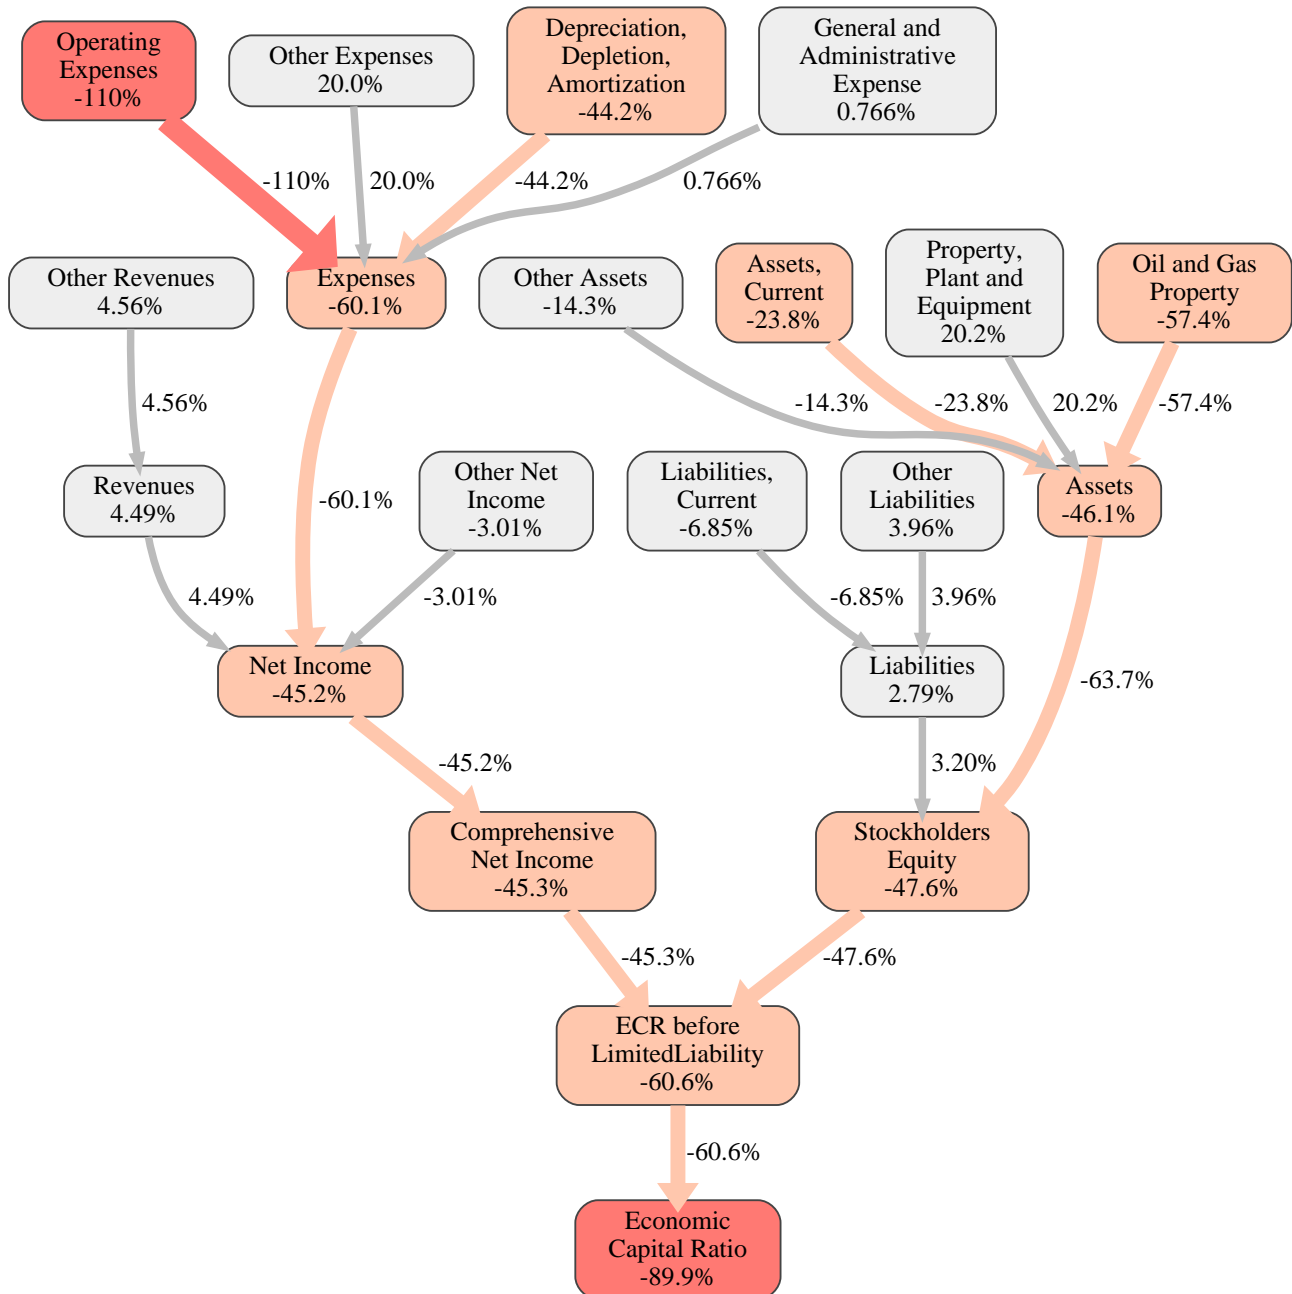 Operating
Expenses
-110%
Other Expenses
20.0%
Depreciation,
Depletion,
Amortization
-44.2%
General and
Administrative
Expense
0.766%
-110%
20.0%
-44.2%
0.766%
Other Revenues
4.56%
Expenses
-60.1%
Other Assets
-14.3%
Assets,
Current
-23.8%
Property,
Plant and
Equipment
20.2%
Oil and Gas
Property
-57.4%
4.56%
-14.3%
-23.8%
20.2%
-57.4%
Revenues
4.49%
-60.1%
Other Net
Income
-3.01%
Liabilities,
Current
-6.85%
Other
Liabilities
3.96%
Assets
-46.1%
4.49%
-3.01%
-6.85%
3.96%
Net Income
-45.2%
Liabilities
2.79%
-63.7%
-45.2%
3.20%
Comprehensive
Net Income
-45.3%
Stockholders
Equity
-47.6%
-45.3%
-47.6%
ECR before
LimitedLiability
-60.6%
-60.6%
Economic
Capital Ratio
-89.9%